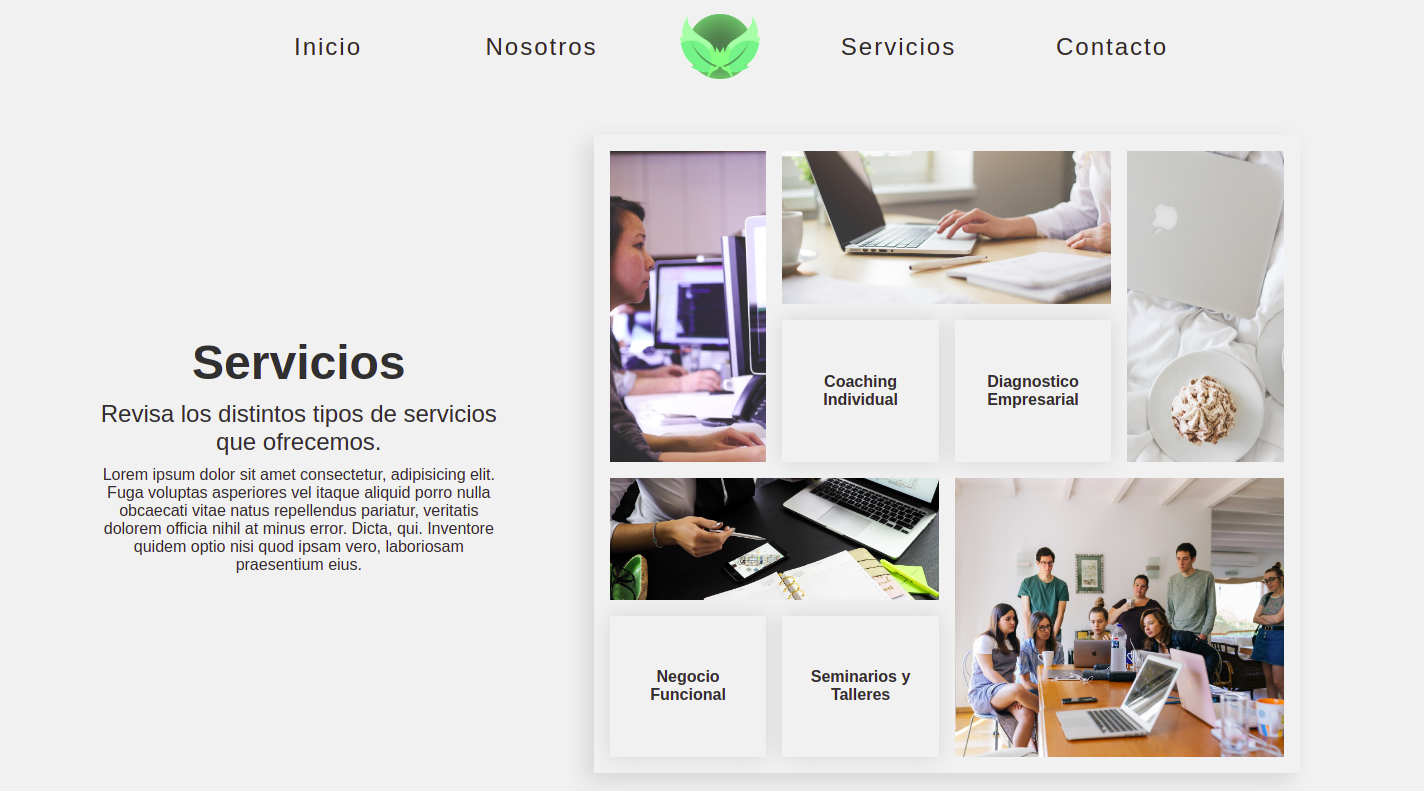 Inicio
Nosotros
Servicios
Contacto
Servicios
Revisa los distintos tipos de servicios
que ofrecemos.
Lorem ipsum dolor sit amet consectetur, adipisicing elit.
Fuga voluptas asperiores vel itaque aliquid porro nulla
obcaecati vitae natus repellendus pariatur, veritatis
dolorem officia nihil at minus error. Dicta, qui. Inventore
quidem optio nisi quod ipsam vero, laboriosam
praesentium eius.
Coaching
Individual
Diagnostico
Empresarial
Negocio
Funcional
Seminarios y
Talleres